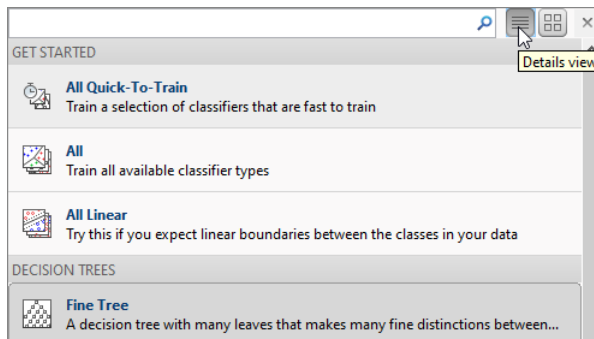 GET STARTED
Details view
All Quick-To-Train
Train a selection of classifiers that are fast to train
All
Train all available classifier types
All Linear
Try this if you expect linear boundaries between the classes in your data
DECISION TREES
Fine Tree
A decision tree with many leaves that makes many fine distinctions between...